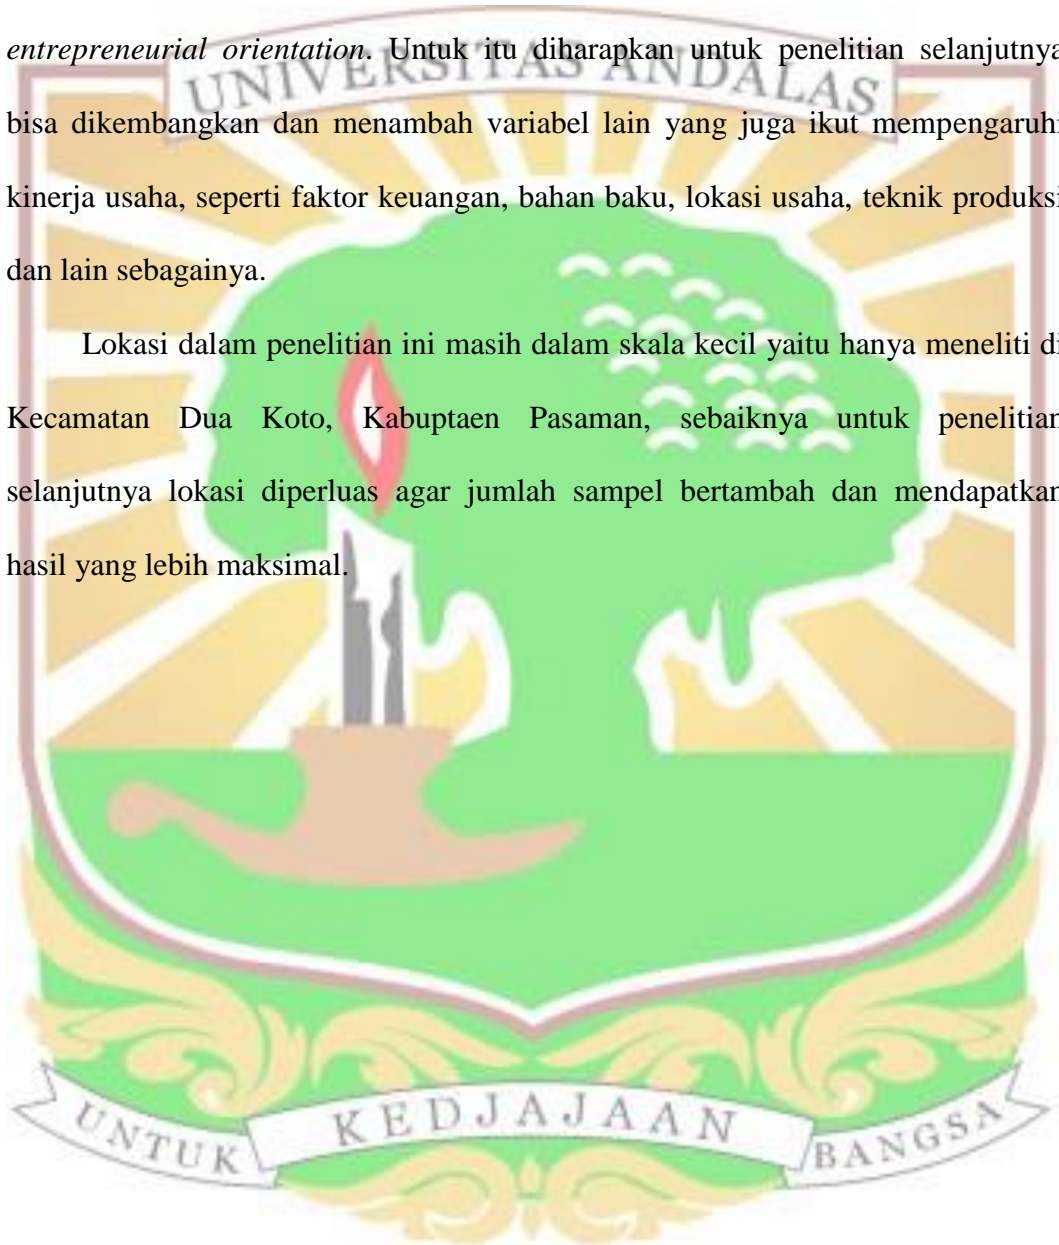 entrepreneurial orientation. Untuk itu diharapkan untuk penelitian selanjutnya
UNIVERSITAS ANDALAS
bisa dikembangkan dan menambah variabel lain yang juga ikut mempengaruhi
kinerja usaha, seperti faktor keuangan, bahan baku, lokasi usaha, teknik produksi
dan lain sebagainya.
Lokasi dalam penelitian ini masih dalam skala kecil yaitu hanya meneliti di
Kecamatan Dua Koto, Kabuptaen Pasaman, sebaiknya untuk penelitian
selanjutnya lokasi diperluas agar jumlah sampel bertambah dan mendapatkan
hasil yang lebih maksimal.
UNTUK KEDJAJAAN BANGSA